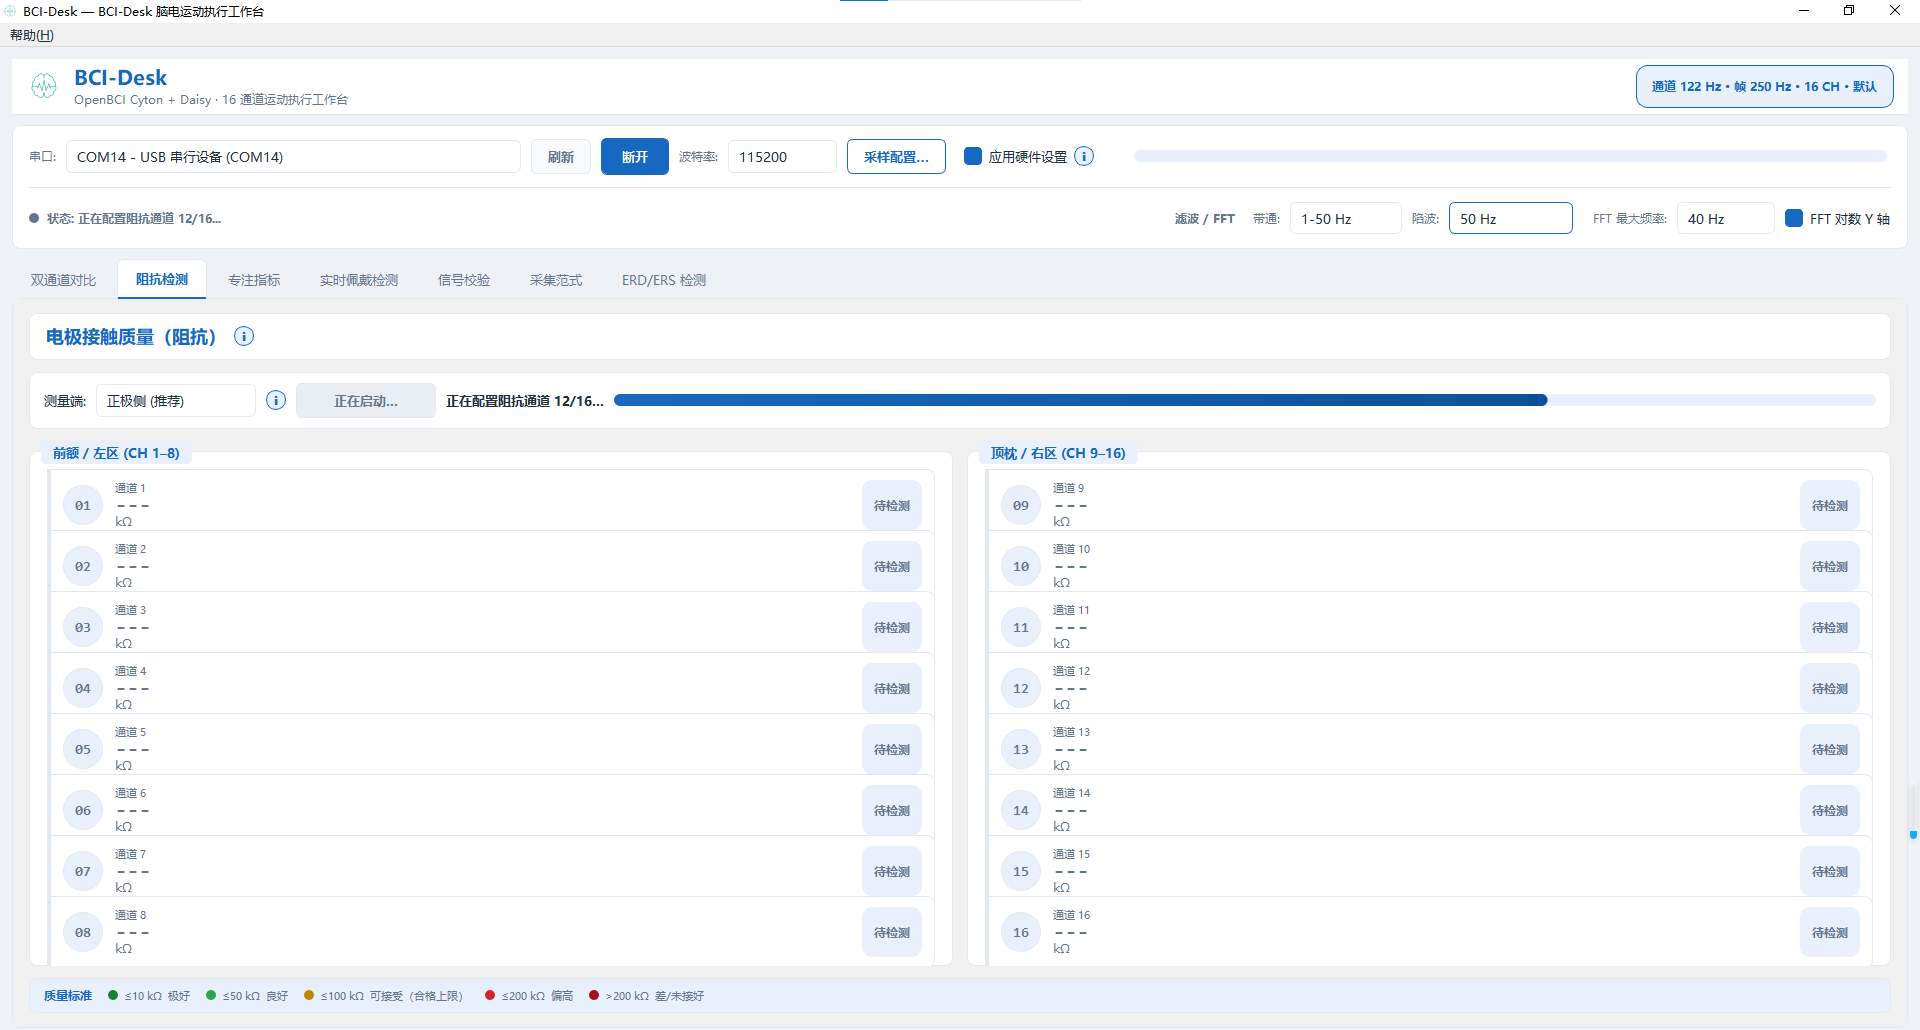 BCI-Desk — BCI-Desk 脑电运动执行工作台
帮助(H)
BCI-Desk
OpenBCI Cyton + Daisy · 16 通道运动执行工作台
通道 122 Hz • 帧 250 Hz • 16 CH • 默认
串口: COM14 - USB 串行设备 (COM14) 刷新 断开 波特率: 115200 采样配置... 应用硬件设置 i
状态: 正在配置阻抗通道 12/16... 滤波 / FFT 带通: 1-50 Hz 陷波: 50 Hz FFT 最大频率: 40 Hz FFT 对数 Y 轴
双通道对比 阻抗检测 专注指标 实时佩戴检测 信号校验 采集范式 ERD/ERS 检测
电极接触质量（阻抗） i
测量端: 正极侧 (推荐) i 正在启动... 正在配置阻抗通道 12/16...
前额 / 左区 (CH 1–8)
通道 1
01 --- 待检测
kΩ
通道 2
02 --- 待检测
kΩ
通道 3
03 --- 待检测
kΩ
通道 4
04 --- 待检测
kΩ
通道 5
05 --- 待检测
kΩ
通道 6
06 --- 待检测
kΩ
通道 7
07 --- 待检测
kΩ
通道 8
08 --- 待检测
kΩ
顶枕 / 右区 (CH 9–16)
通道 9
09 --- 待检测
kΩ
通道 10
10 --- 待检测
kΩ
通道 11
11 --- 待检测
kΩ
通道 12
12 --- 待检测
kΩ
通道 13
13 --- 待检测
kΩ
通道 14
14 --- 待检测
kΩ
通道 15
15 --- 待检测
kΩ
通道 16
16 --- 待检测
kΩ
质量标准 ≤10 kΩ 极好 ≤50 kΩ 良好 ≤100 kΩ 可接受（合格上限） ≤200 kΩ 偏高 >200 kΩ 差/未接好